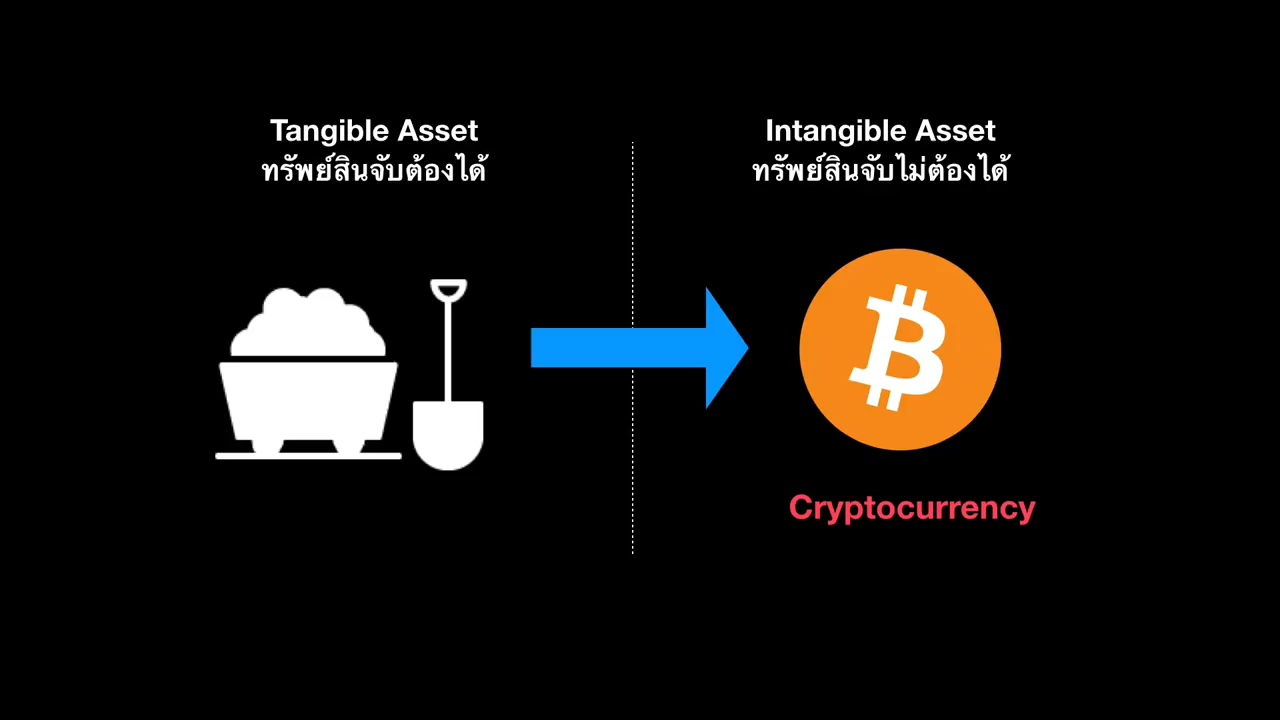 Tangible Asset
ทรัพย์สินจับต้องได้
Intangible Asset
ทรัพย์สินจับไม่ต้องได้
Cryptocurrency